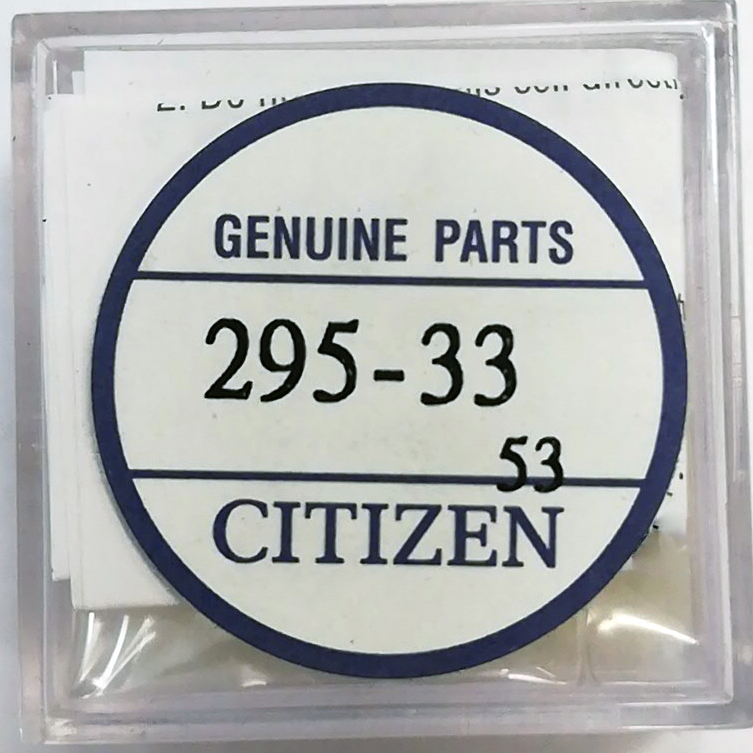 GENUINE PARTS
295-33
53
CITIZEN